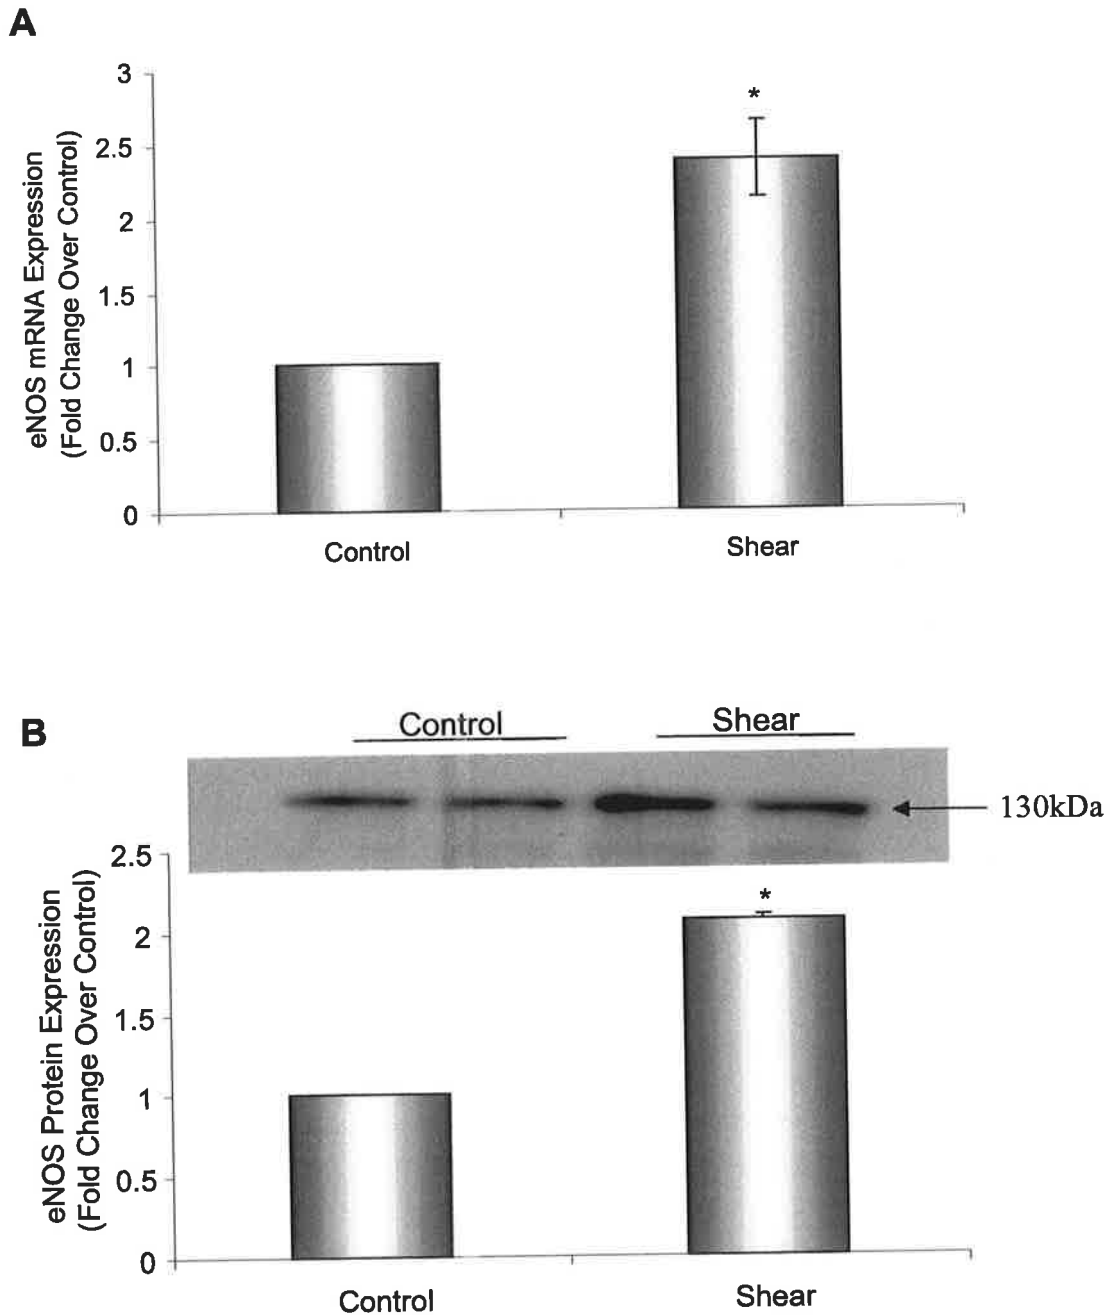 A
3
2.5
2
1.5
1
0.5
0
eNOS mRNA Expression
(Fold Change Over Control)
*
Control
Shear
B
Control
Shear
130kDa
2.5
2
1.5
1
0.5
0
eNOS Protein Expression
(Fold Change Over Control)
*
Control
Shear